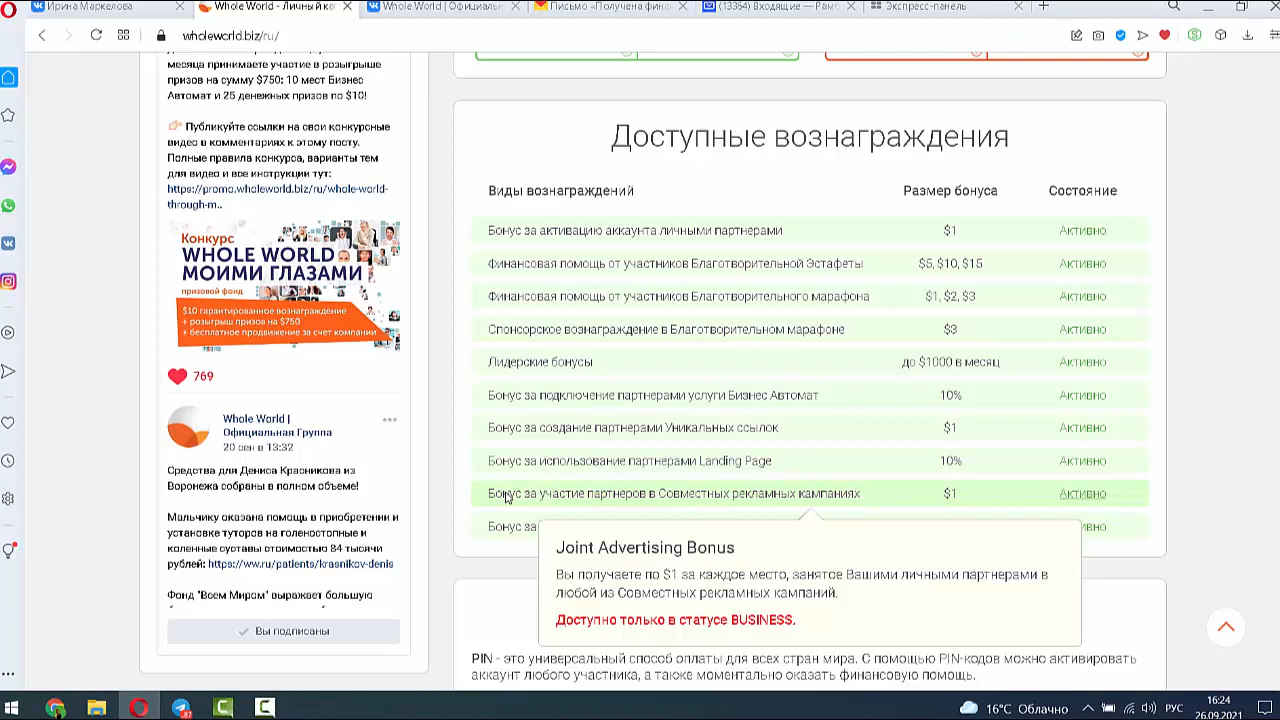 Ирина Маркелова
Whole World - Личный ка
Whole World | Официальн
Письмо «Получена финан
(13364) Входящие — Рамб
Экспресс-панель
wholeworld.biz/ru/
месяца принимаете участие в розыгрыше
призов на сумму $750: 10 мест Бизнес
Автомат и 25 денежных призов по $10!
Публикуйте ссылки на свои конкурсные
видео в комментариях к этому посту.
Полные правила конкурса, варианты тем
для видео и все инструкции тут:
https://promo.wholeworld.biz/ru/whole-world-
through-m..
Конкурс
WHOLE WORLD
МОИМИ ГЛАЗАМИ
призовой фонд
$10 гарантированное вознаграждение
+ розыгрыш призов на $750
+ бесплатное продвижение за счет компании
769
Whole World |
Официальная Группа
20 сен в 13:32
Средства для Дениса Красникова из
Воронежа собраны в полном объеме!
Мальчику оказана помощь в приобретении и
установке туторов на голеностопные и
коленные суставы стоимостью 84 тысячи
рублей: https://ww.ru/patients/krasnikov-denis
Фонд "Всем Миром" выражает большую
Вы подписаны
Доступные вознаграждения
Виды вознаграждений Размер бонуса Состояние
Бонус за активацию аккаунта личными партнерами $1 Активно
Финансовая помощь от участников Благотворительной Эстафеты $5, $10, $15 Активно
Финансовая помощь от участников Благотворительного марафона $1, $2, $3 Активно
Спонсорское вознаграждение в Благотворительном марафоне $3 Активно
Лидерские бонусы до $1000 в месяц Активно
Бонус за подключение партнерами услуги Бизнес Автомат 10% Активно
Бонус за создание партнерами Уникальных ссылок $1 Активно
Бонус за использование партнерами Landing Page 10% Активно
Бонус за участие партнеров в Совместных рекламных кампаниях $1 Активно
Бонус за
Joint Advertising Bonus
Вы получаете по $1 за каждое место, занятое Вашими личными партнерами в
любой из Совместных рекламных кампаний.
Доступно только в статусе BUSINESS.
PIN - это универсальный способ оплаты для всех стран мира. С помощью PIN-кодов можно активировать
аккаунт любого участника, а также моментально оказать финансовую помощь.
87
16°C Облачно
РУС
16:24
26.09.2021